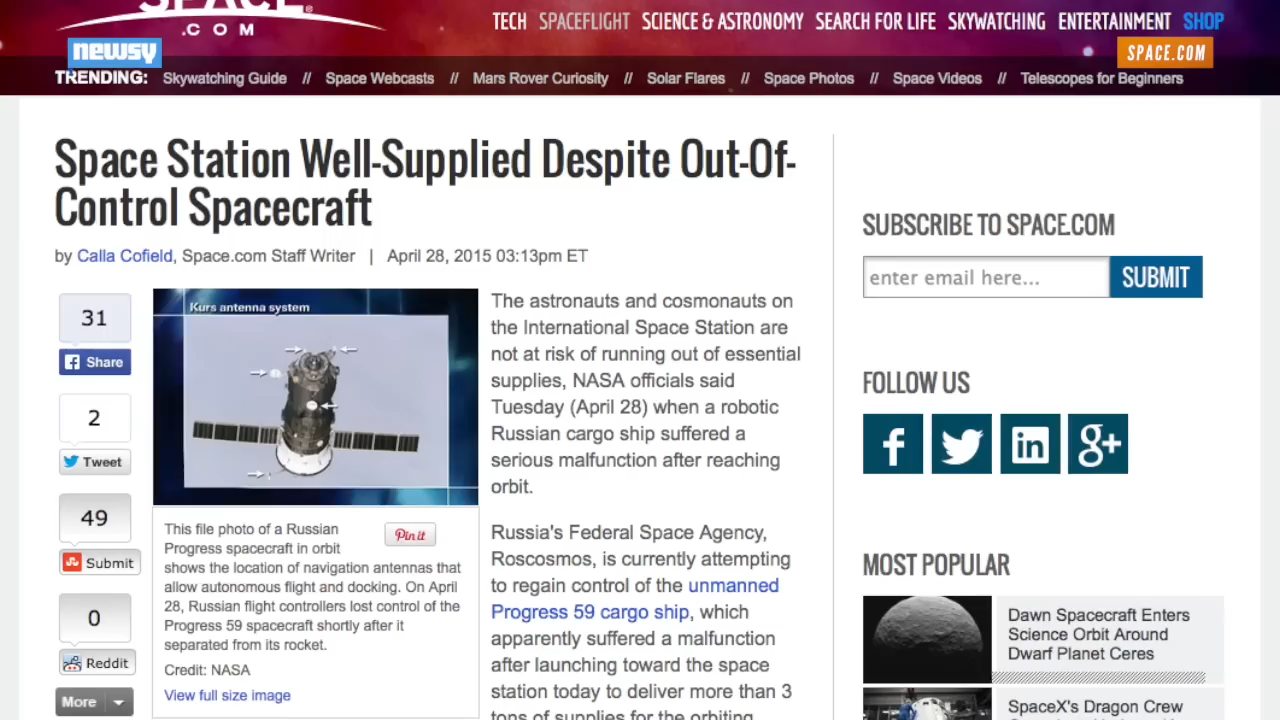 SPACE
.COM
TECH SPACEFLIGHT SCIENCE & ASTRONOMY SEARCH FOR LIFE SKYWATCHING ENTERTAINMENT SHOP
newsy
SPACE.COM
TRENDING: Skywatching Guide // Space Webcasts // Mars Rover Curiosity // Solar Flares // Space Photos // Space Videos // Telescopes for Beginners
Space Station Well-Supplied Despite Out-Of-
Control Spacecraft
by Calla Cofield, Space.com Staff Writer | April 28, 2015 03:13pm ET
31
Share
2
Tweet
49
Submit
0
Reddit
More
Kurs antenna system
This file photo of a Russian
Progress spacecraft in orbit
shows the location of navigation antennas that
allow autonomous flight and docking. On April
28, Russian flight controllers lost control of the
Progress 59 spacecraft shortly after it
separated from its rocket.
Pin it
Credit: NASA
View full size image
The astronauts and cosmonauts on
the International Space Station are
not at risk of running out of essential
supplies, NASA officials said
Tuesday (April 28) when a robotic
Russian cargo ship suffered a
serious malfunction after reaching
orbit.
Russia's Federal Space Agency,
Roscosmos, is currently attempting
to regain control of the unmanned
Progress 59 cargo ship, which
apparently suffered a malfunction
after launching toward the space
station today to deliver more than 3
tons of supplies for the orbiting
SUBSCRIBE TO SPACE.COM
enter email here...
SUBMIT
FOLLOW US
f
in
g+
MOST POPULAR
Dawn Spacecraft Enters
Science Orbit Around
Dwarf Planet Ceres
SpaceX's Dragon Crew